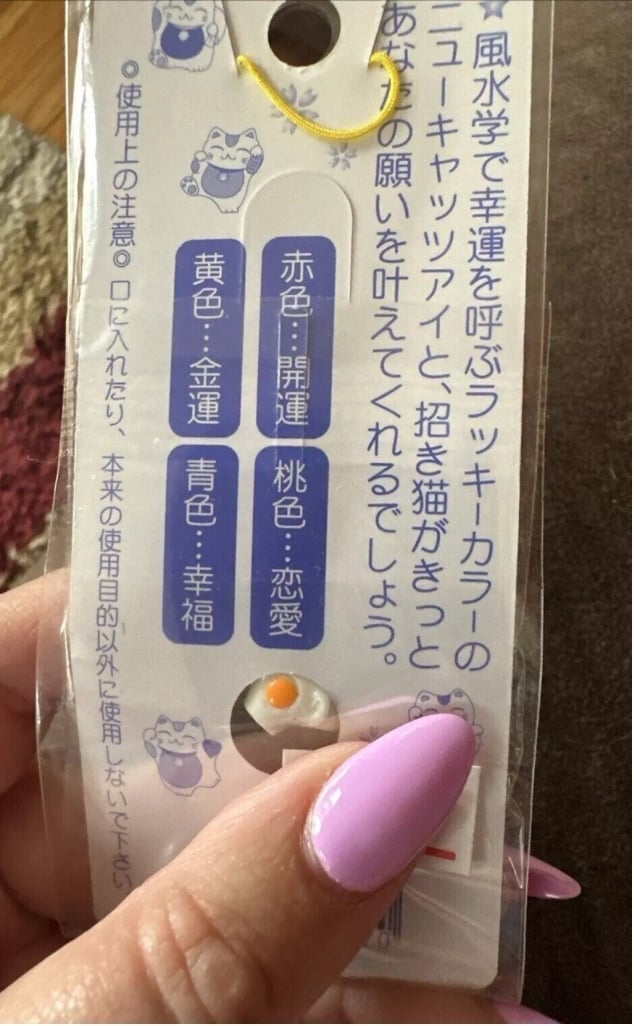 ★風水学で幸運を呼ぶラッキーカラーの
ニューキャッツアイと、招き猫がきっと
あなたの願いを叶えてくれるでしょう。
赤色…開運
桃色…恋愛
黄色…金運
青色…幸福
◎使用上の注意◎ 口に入れたり、本来の使用目的以外に使用しないで下さい